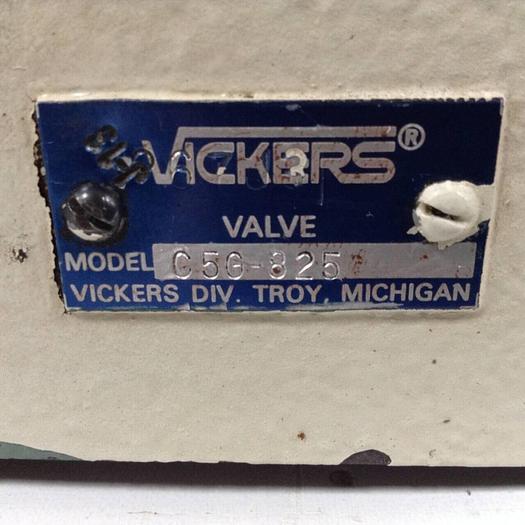 VICKERS®
VALVE
MODEL C5G-825
VICKERS DIV. TROY, MICHIGAN